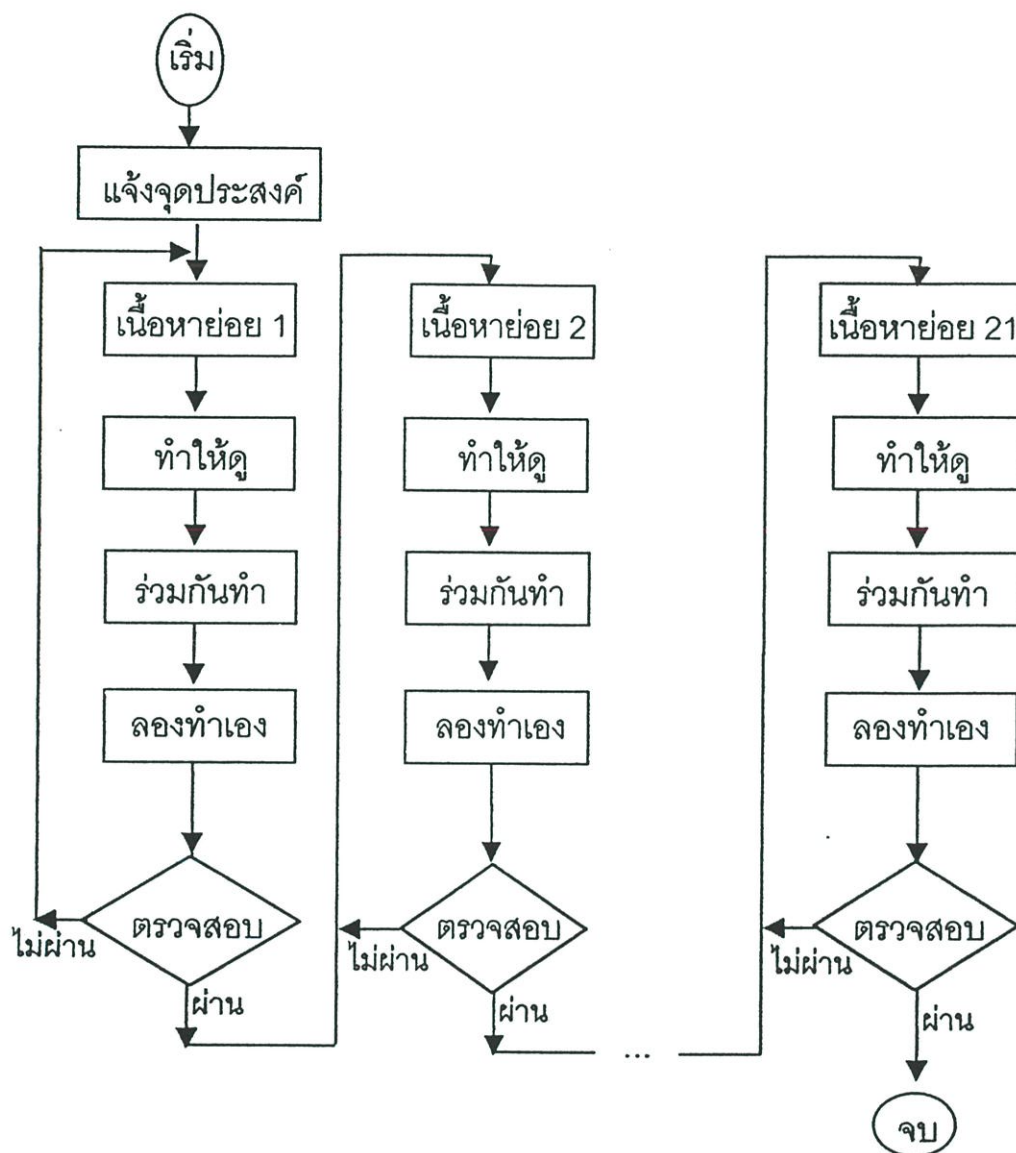 เริ่ม
แจ้งจุดประสงค์
เนื้อหาย่อย 1
ทำให้ดู
ร่วมกันทำ
ลองทำเอง
ตรวจสอบ
ไม่ผ่าน
ผ่าน
เนื้อหาย่อย 2
ทำให้ดู
ร่วมกันทำ
ลองทำเอง
ตรวจสอบ
ไม่ผ่าน
ผ่าน
...
เนื้อหาย่อย 21
ทำให้ดู
ร่วมกันทำ
ลองทำเอง
ตรวจสอบ
ไม่ผ่าน
ผ่าน
จบ